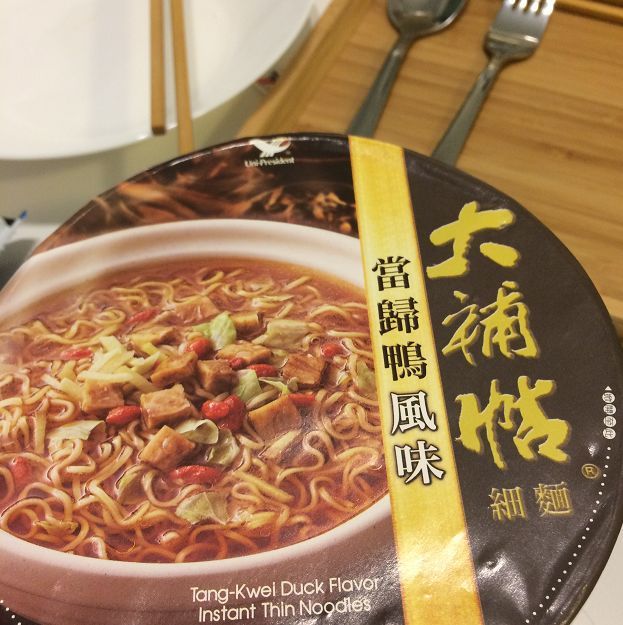 Uni-President
大補帖
細麵
當歸鴨風味
Tang-Kwei Duck Flavor
Instant Thin Noodles